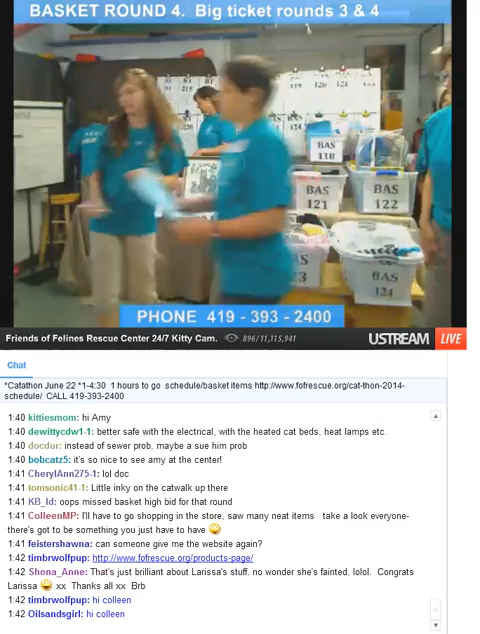 BASKET ROUND 4. Big ticket rounds 3 & 4
BAS
118
BAS
121
BAS
122
BAS
124
PHONE 419 - 393 - 2400
Friends of Felines Rescue Center 24/7 Kitty Cam. 896/11,115,941 USTREAM LIVE
Chat
*Catathon June 22 *1-4:30 1 hours to go schedule/basket items http://www.fofrescue.org/cat-thon-2014-
schedule/ CALL 419-393-2400
1:40 kittiesmom: hi Amy
1:40 dewittycdw1-1: better safe with the electrical, with the heated cat beds, heat lamps etc.
1:40 docdur: instead of sewer prob, maybe a sue him prob
1:40 bobcatz5: it's so nice to see amy at the center!
1:41 CherylAnn275-1: lol doc
1:41 tomsonic41-1: Little inky on the catwalk up there
1:41 KB_ld: oops missed basket high bid for that round
1:41 ColleenMP: I'll have to go shopping in the store, saw many neat items take a look everyone-
there's got to be something you just have to have
1:41 feistershawna: can someone give me the website again?
1:42 timbrwolfpup: http://www.fofrescue.org/products-page/
1:42 Shona_Anne: That's just brilliant about Larissa's stuff, no wonder she's fainted, lolol. Congrats
Larissa xx Thanks all xx Brb
1:42 timbrwolfpup: hi colleen
1:42 Oilsandsgirl: hi colleen